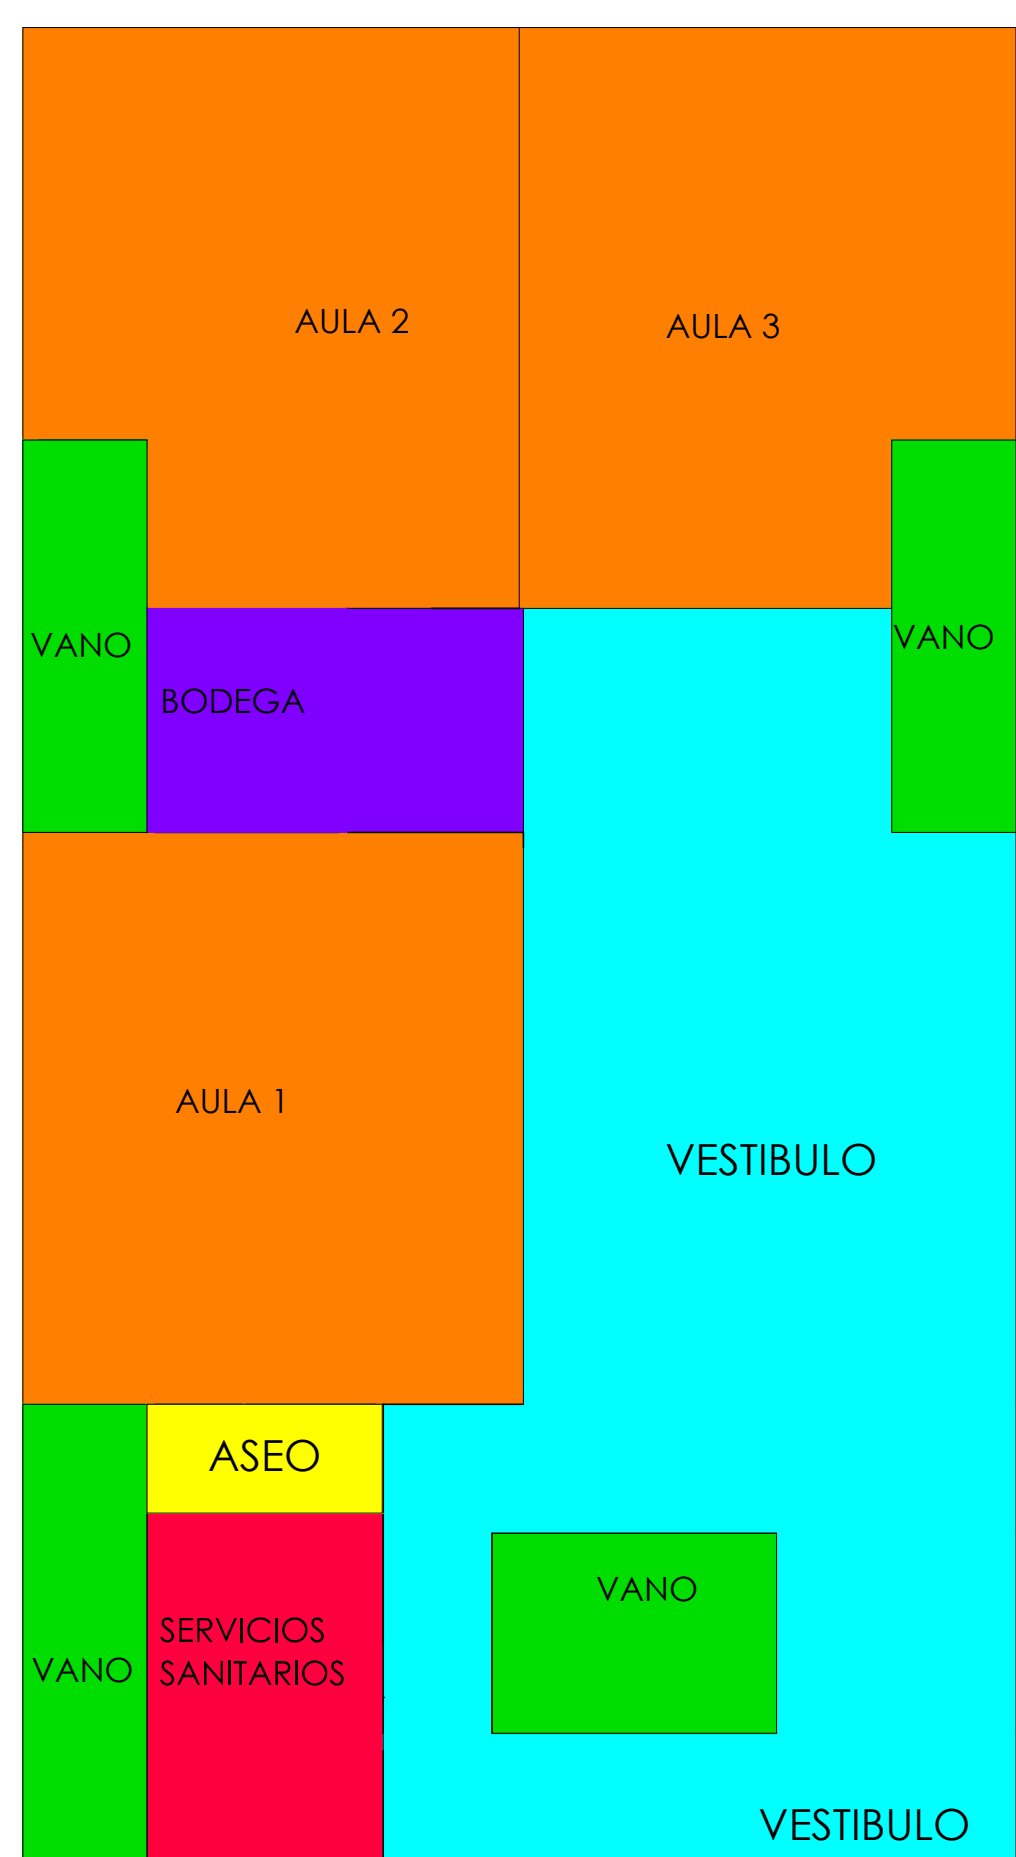 AULA 2
AULA 3
VANO
VANO
BODEGA
AULA 1
VESTIBULO
ASEO
VANO
SERVICIOS
SANITARIOS
VANO
VESTIBULO